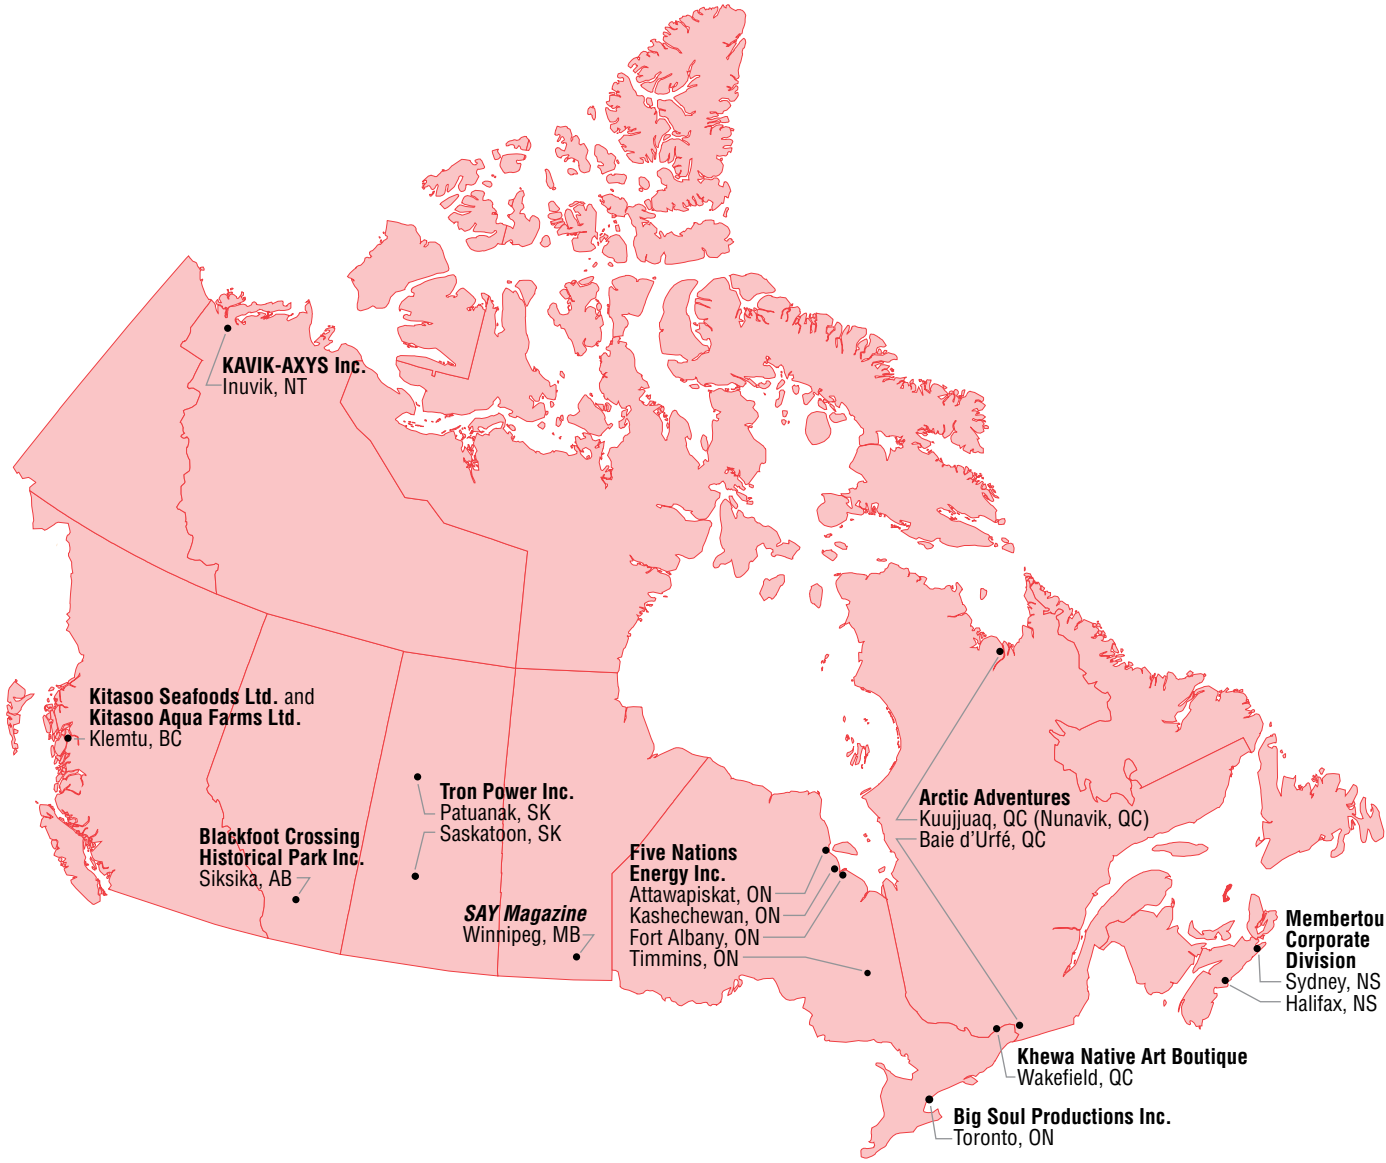 KAVIK-AXYS Inc.
Inuvik, NT
Kitasoo Seafoods Ltd. and
Kitasoo Aqua Farms Ltd.
Klemtu, BC
Tron Power Inc.
Patuanak, SK
Saskatoon, SK
Blackfoot Crossing
Historical Park Inc.
Siksika, AB
SAY Magazine
Winnipeg, MB
Five Nations
Energy Inc.
Attawapiskat, ON
Kashechewan, ON
Fort Albany, ON
Timmins, ON
Arctic Adventures
Kuujjuaq, QC (Nunavik, QC)
Baie d'Urfé, QC
Membertou
Corporate
Division
Sydney, NS
Halifax, NS
Khewa Native Art Boutique
Wakefield, QC
Big Soul Productions Inc.
Toronto, ON